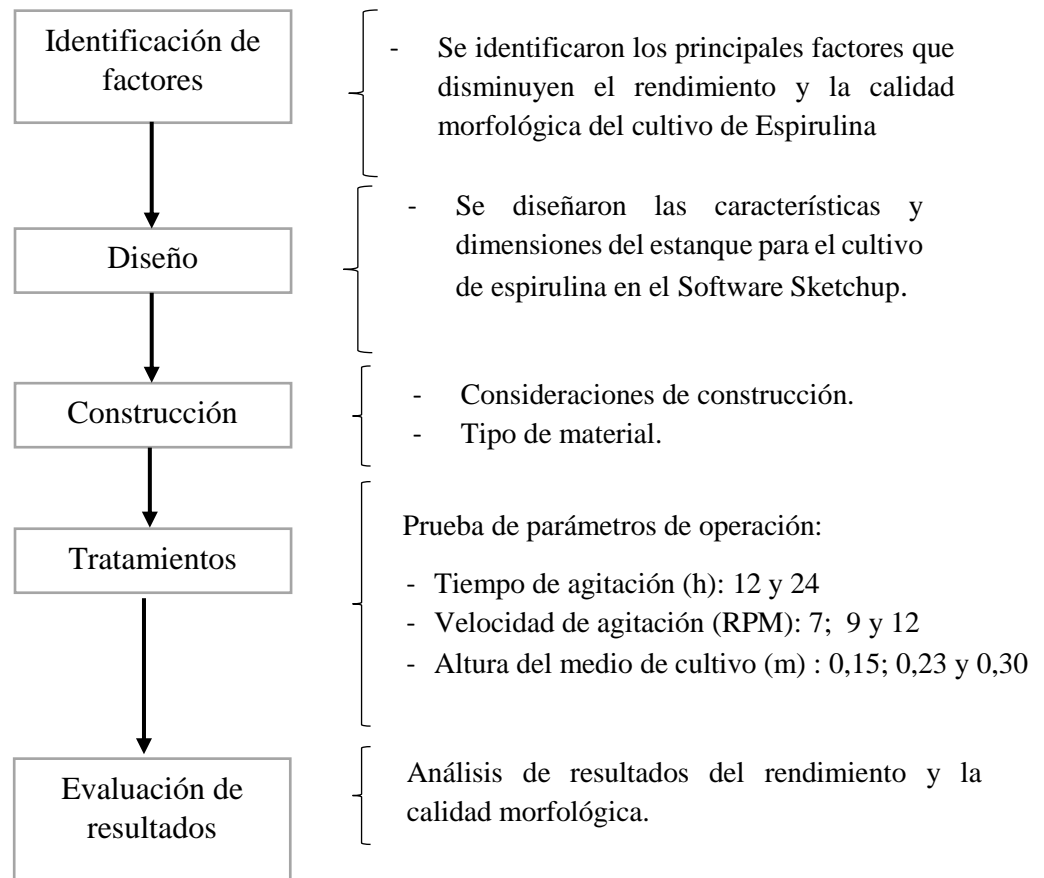 Identificación de
factores
- Se identificaron los principales factores que
disminuyen el rendimiento y la calidad
morfológica del cultivo de Espirulina
Diseño
- Se diseñaron las características y
dimensiones del estanque para el cultivo
de espirulina en el Software Sketchup.
Construcción
- Consideraciones de construcción.
- Tipo de material.
Tratamientos
Prueba de parámetros de operación:
- Tiempo de agitación (h): 12 y 24
- Velocidad de agitación (RPM): 7; 9 y 12
- Altura del medio de cultivo (m) : 0,15; 0,23 y 0,30
Evaluación de
resultados
Análisis de resultados del rendimiento y la
calidad morfológica.